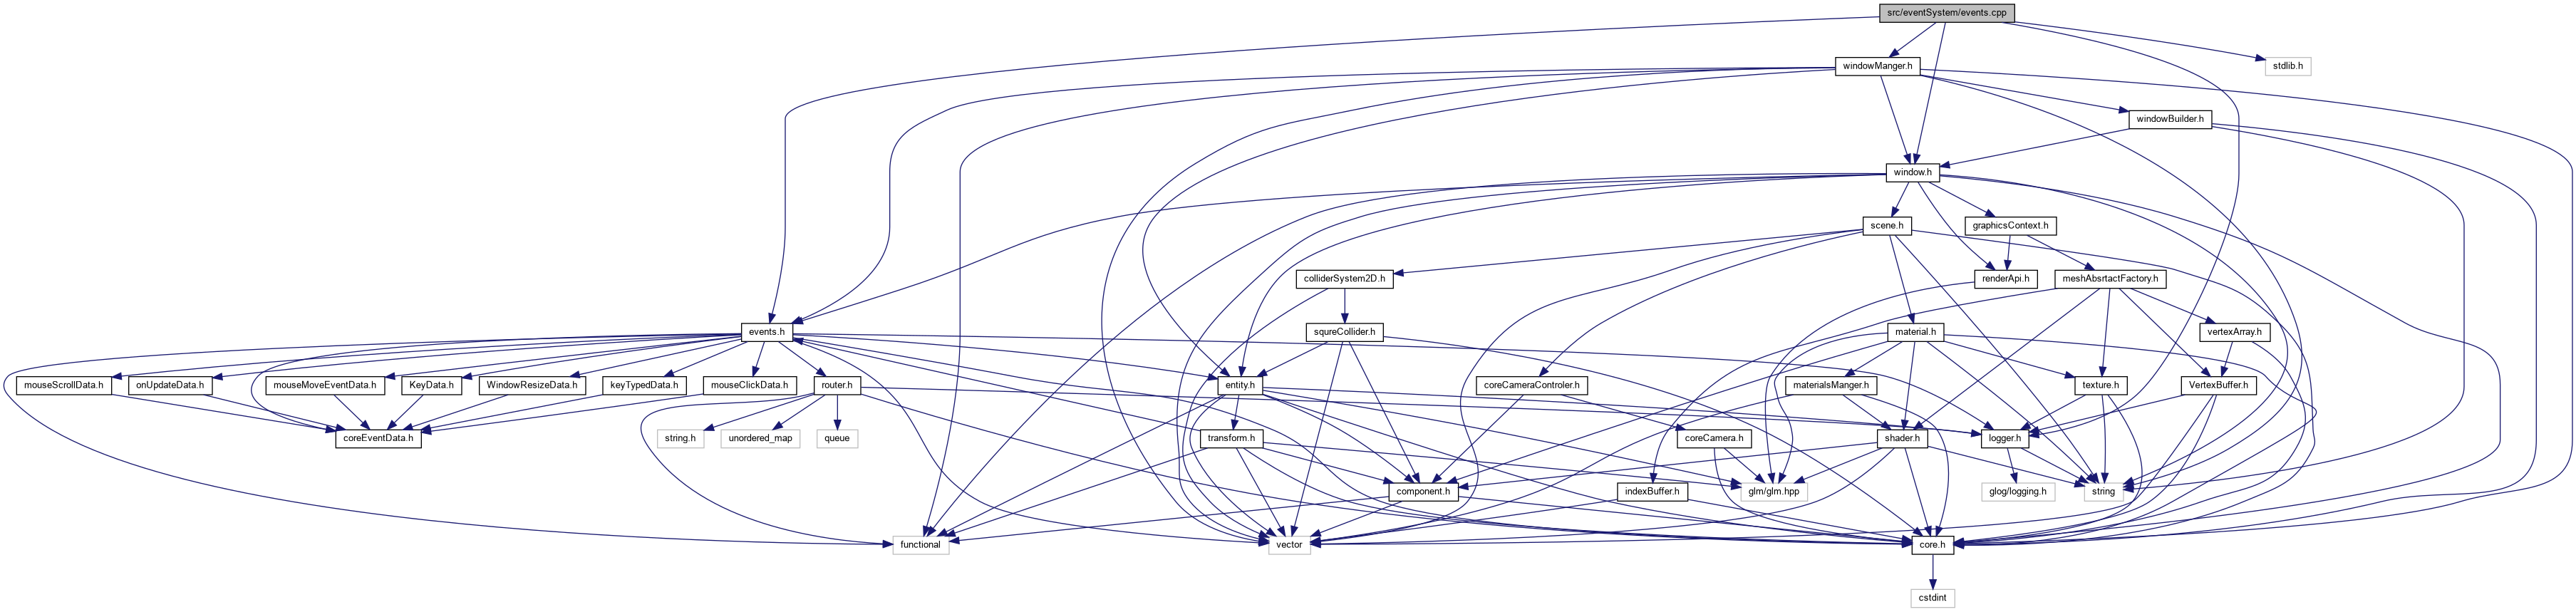 src/eventSystem/events.cpp
windowManger.h
stdlib.h
windowBuilder.h
window.h
scene.h
graphicsContext.h
colliderSystem2D.h
renderApi.h
meshAbsrtactFactory.h
events.h
squreCollider.h
material.h
vertexArray.h
mouseScrollData.h
onUpdateData.h
mouseMoveEventData.h
KeyData.h
WindowResizeData.h
keyTypedData.h
mouseClickData.h
router.h
entity.h
coreCameraControler.h
materialsManger.h
texture.h
VertexBuffer.h
coreEventData.h
string.h
unordered_map
queue
transform.h
coreCamera.h
shader.h
logger.h
component.h
indexBuffer.h
glm/glm.hpp
glog/logging.h
string
functional
vector
core.h
cstdint